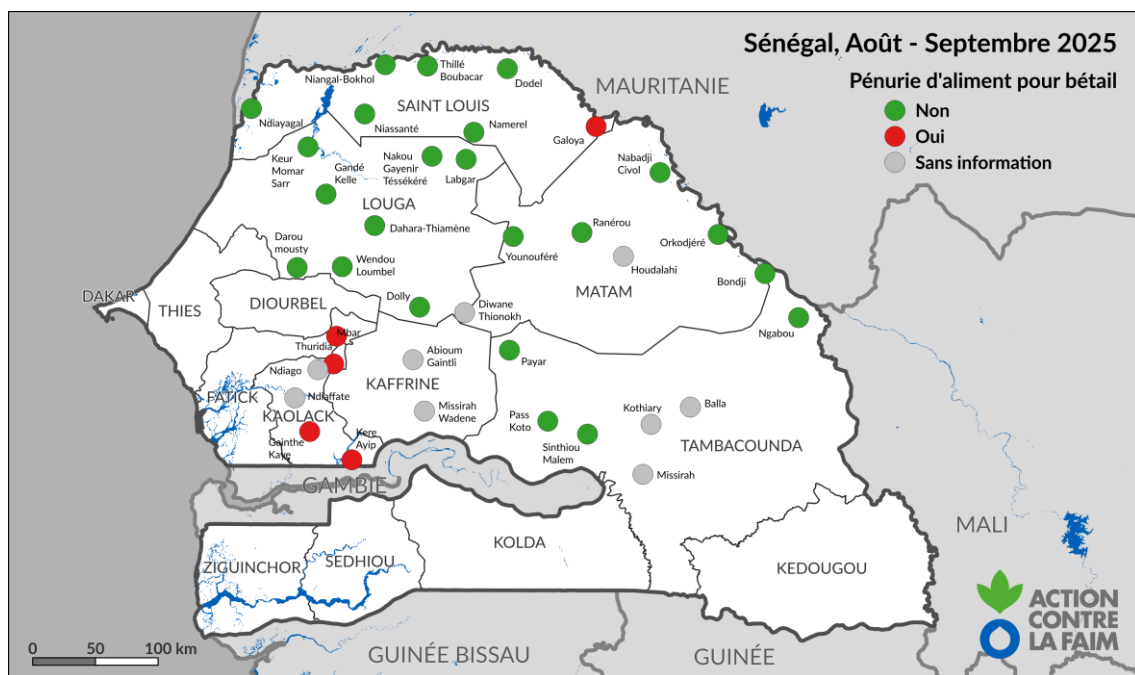 Sénégal, Août - Septembre 2025
Pénurie d'aliment pour bétail
Non
Oui
Sans information
MAURITANIE
Niangal-Bokhol
Thillé
Boubacar
Dodel
SAINT LOUIS
Ndiayagal
Niassanté
Namerel
Galoya
Keur
Momar
Sarr
Gandé
Kelle
Nakou
Gayenir
Téssékéré
Labgar
Nabadji
Civol
LOUGA
Dahara-Thiamène
Ranérou
Younouféré
Orkodjéré
Houdalahi
Darou
mousty
Wendou
Loumbel
Bondji
MATAM
DAKAR
THIES
DIOURBEL
Dolly
Diwane
Thionokh
Ngabou
Mbar
Thuridia
Ndiago
Abioum
Gaintli
Payar
KAFFRINE
FATICK
Ndiaffate
KAOLACK
Missirah
Wadene
Kothiary
Balla
Pass
Koto
Sinthiou
Malem
TAMBACOUNDA
Gainthe
Kaye
Kere
Ayip
Missirah
GAMBIE
MALI
KOLDA
SEDHIOU
ZIGUINCHOR
KEDOUGOU
GUINÉE BISSAU
GUINÉE
0 50 100 km
ACTION
CONTRE
LA FAIM